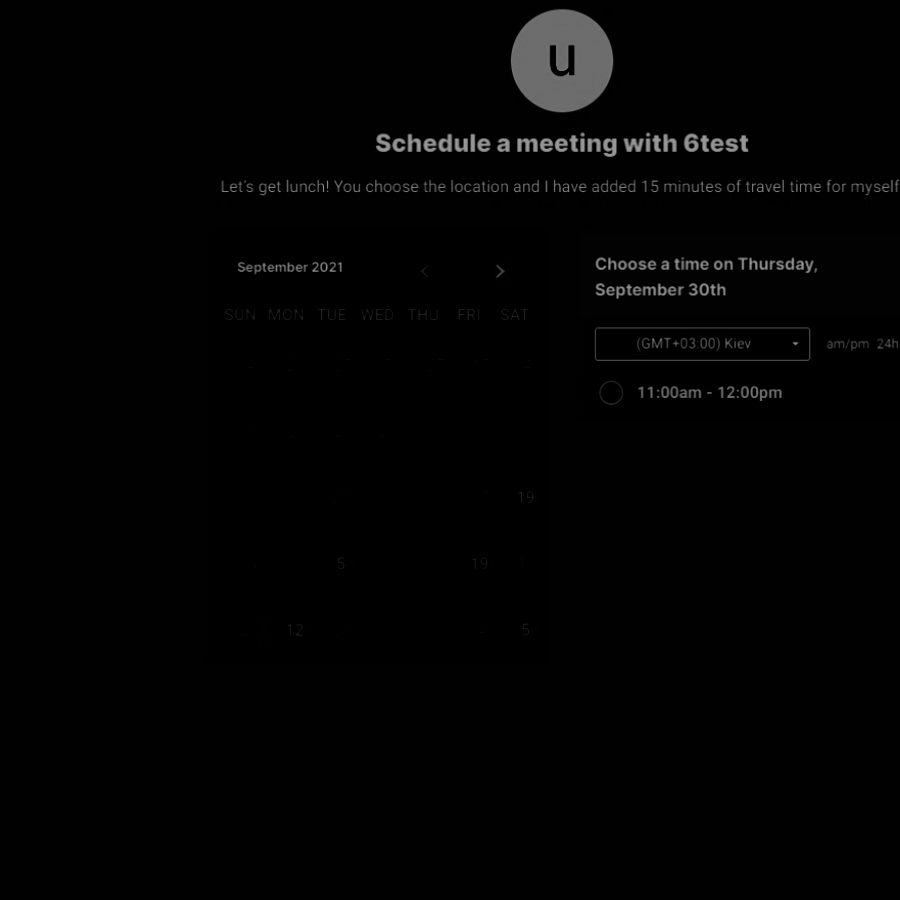 u
Schedule a meeting with 6test
Let's get lunch! You choose the location and I have added 15 minutes of travel time for myself
September 2021
SUN MON TUE WED THU FRI SAT
19
5 19
12 5
Choose a time on Thursday,
September 30th
(GMT+03:00) Kiev
am/pm 24h
11:00am - 12:00pm